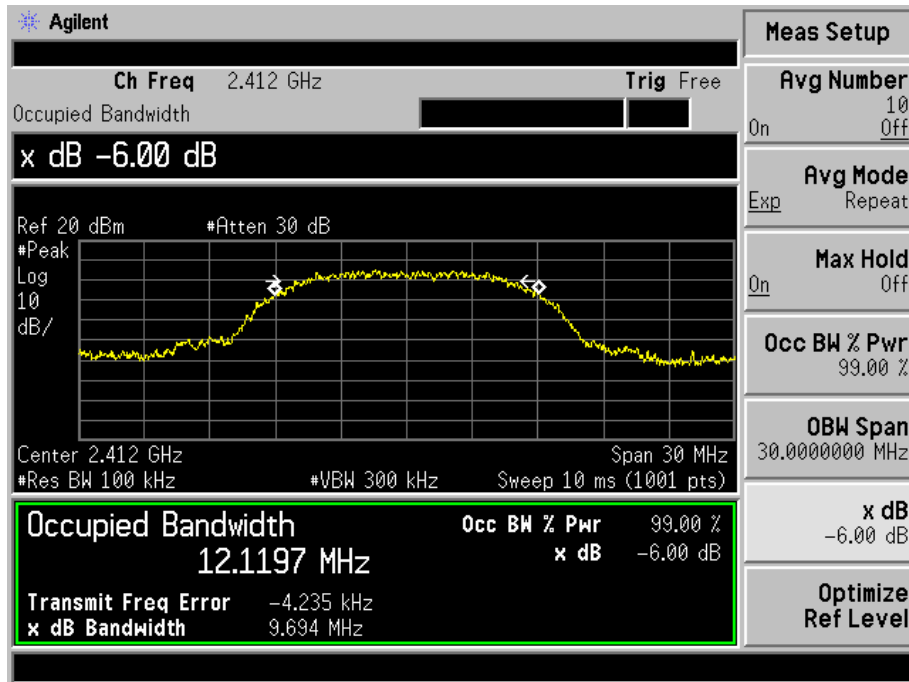 Agilent
Ch Freq 2.412 GHz Trig Free
Occupied Bandwidth
x dB -6.00 dB
Ref 20 dBm #Atten 30 dB
#Peak
Log
10
dB/
Center 2.412 GHz Span 30 MHz
#Res BW 100 kHz #VBW 300 kHz Sweep 10 ms (1001 pts)
Occupied Bandwidth
12.1197 MHz
Occ BW % Pwr 99.00 %
x dB -6.00 dB
Transmit Freq Error -4.235 kHz
x dB Bandwidth 9.694 MHz
Meas Setup
Avg Number
10
On Off
Avg Mode
Exp Repeat
Max Hold
On Off
Occ BW % Pwr
99.00 %
OBW Span
30.0000000 MHz
x dB
-6.00 dB
Optimize
Ref Level